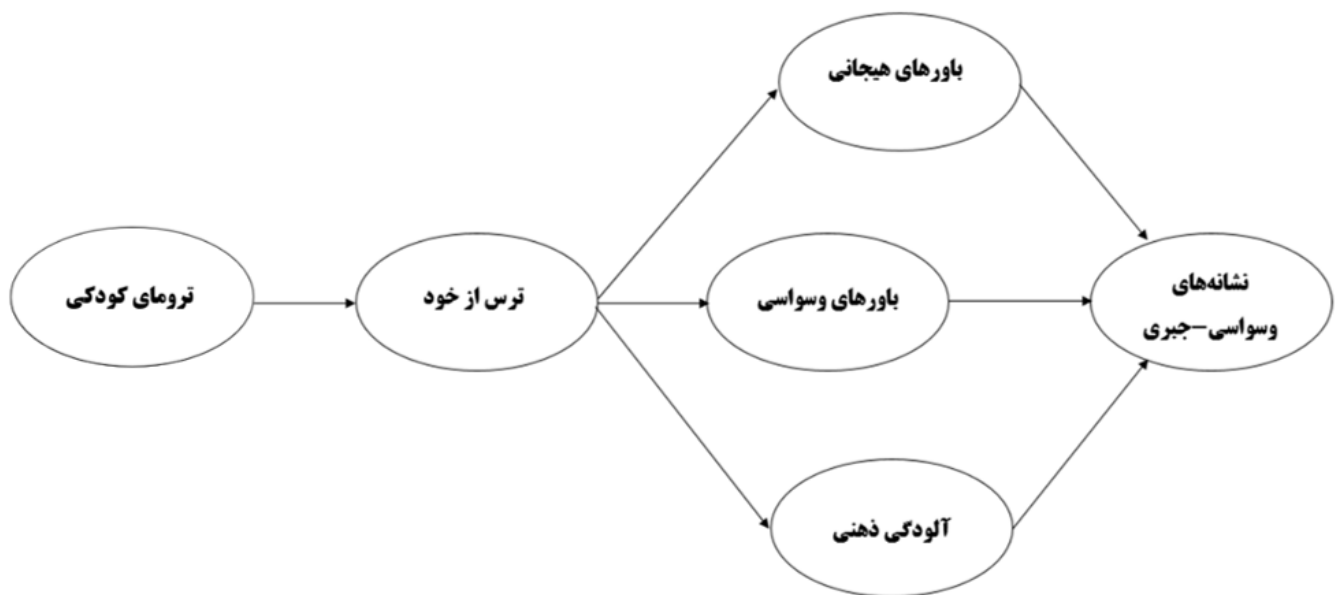 باورهای هیجانی
ترومای کودکی
ترس از خود
باورهای وسواسی
نشانه‌های
وسواسی-جبری
آلودگی ذهنی